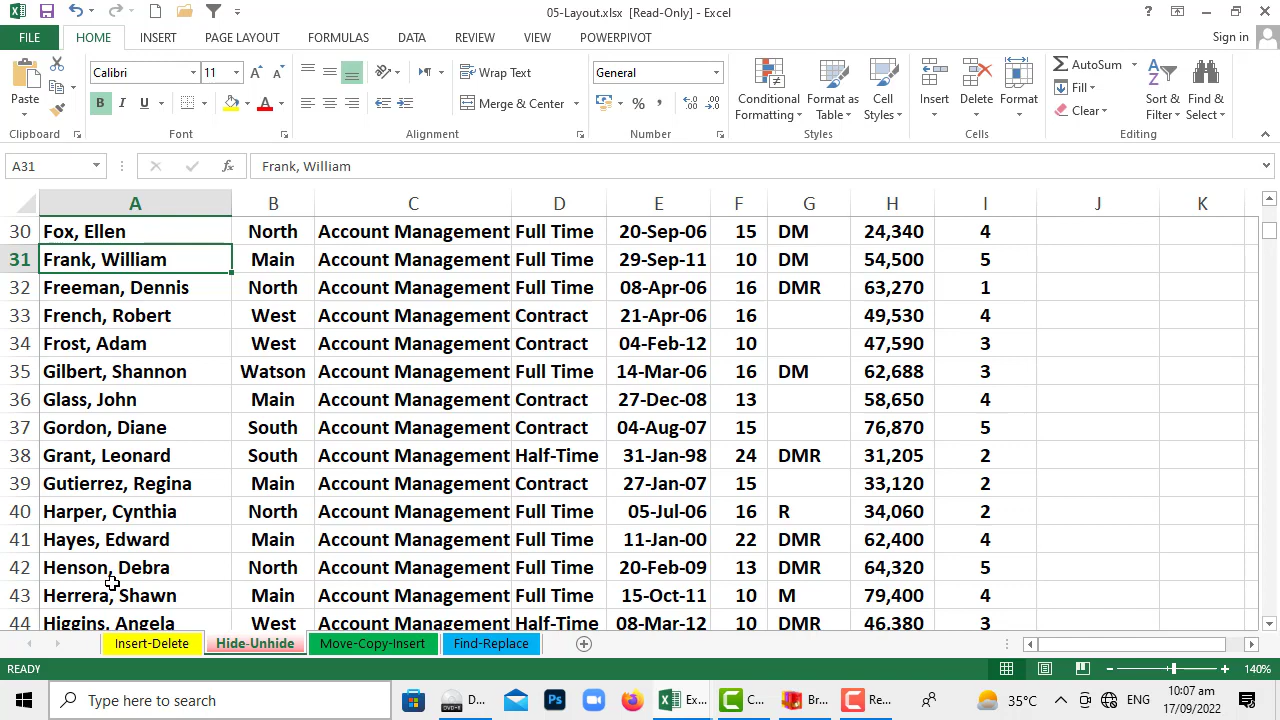 05-Layout.xlsx [Read-Only] - Excel
FILE HOME INSERT PAGE LAYOUT FORMULAS DATA REVIEW VIEW POWERPIVOT Sign in
Paste Calibri 11 Wrap Text General Conditional Formatting Format as Table Cell Styles Insert Delete Format AutoSum Fill Clear Sort & Filter Find & Select
B I U A Merge & Center % ,
Clipboard Font Alignment Number Styles Cells Editing
A31 fx Frank, William
A B C D E F G H I J K
30 Fox, Ellen North Account Management Full Time 20-Sep-06 15 DM 24,340 4
31 Frank, William Main Account Management Full Time 29-Sep-11 10 DM 54,500 5
32 Freeman, Dennis North Account Management Full Time 08-Apr-06 16 DMR 63,270 1
33 French, Robert West Account Management Contract 21-Apr-06 16 49,530 4
34 Frost, Adam West Account Management Contract 04-Feb-12 10 47,590 3
35 Gilbert, Shannon Watson Account Management Full Time 14-Mar-06 16 DM 62,688 3
36 Glass, John Main Account Management Contract 27-Dec-08 13 58,650 4
37 Gordon, Diane South Account Management Contract 04-Aug-07 15 76,870 5
38 Grant, Leonard South Account Management Half-Time 31-Jan-98 24 DMR 31,205 2
39 Gutierrez, Regina Main Account Management Contract 27-Jan-07 15 33,120 2
40 Harper, Cynthia North Account Management Full Time 05-Jul-06 16 R 34,060 2
41 Hayes, Edward Main Account Management Full Time 11-Jan-00 22 DMR 62,400 4
42 Henson, Debra North Account Management Full Time 20-Feb-09 13 DMR 64,320 5
43 Herrera, Shawn Main Account Management Full Time 15-Oct-11 10 M 79,400 4
44 Higgins, Angela West Account Management Half-Time 08-Mar-12 10 DMR 46,380 3
Insert-Delete Hide-Unhide Move-Copy-Insert Find-Replace
READY 140%
Type here to search D... Ps Ex... C... Br... Re... 35°C ENG 10:07 am
17/09/2022